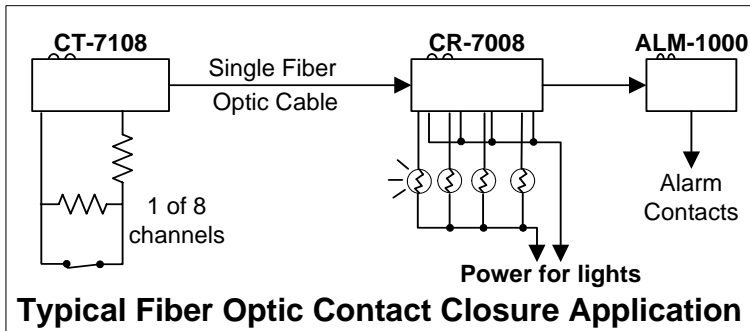 CT-7108
CR-7008
ALM-1000
Single Fiber
Optic Cable
1 of 8
channels
Alarm
Contacts
Power for lights
Typical Fiber Optic Contact Closure Application